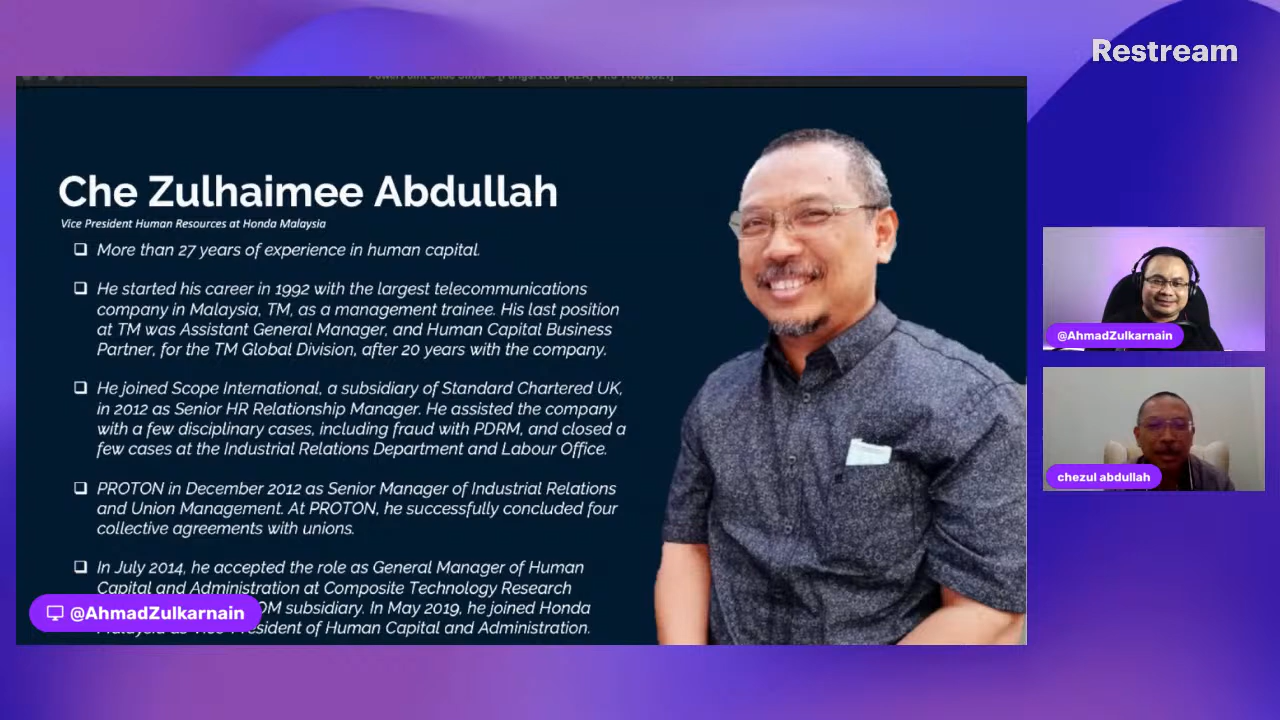 Restream
Che Zulhaimee Abdullah
Vice President Human Resources at Honda Malaysia
More than 27 years of experience in human capital.
He started his career in 1992 with the largest telecommunications
company in Malaysia, TM, as a management trainee. His last position
at TM was Assistant General Manager, and Human Capital Business
Partner, for the TM Global Division, after 20 years with the company.
He joined Scope International, a subsidiary of Standard Chartered UK,
in 2012 as Senior HR Relationship Manager. He assisted the company
with a few disciplinary cases, including fraud with PDRM, and closed a
few cases at the Industrial Relations Department and Labour Office.
PROTON in December 2012 as Senior Manager of Industrial Relations
and Union Management. At PROTON, he successfully concluded four
collective agreements with unions.
In July 2014, he accepted the role as General Manager of Human
Capital and Administration at Composite Technology Research
subsidiary. In May 2019, he joined Honda
President of Human Capital and Administration.
@AhmadZulkarnain
@AhmadZulkarnain
chezul abdullah